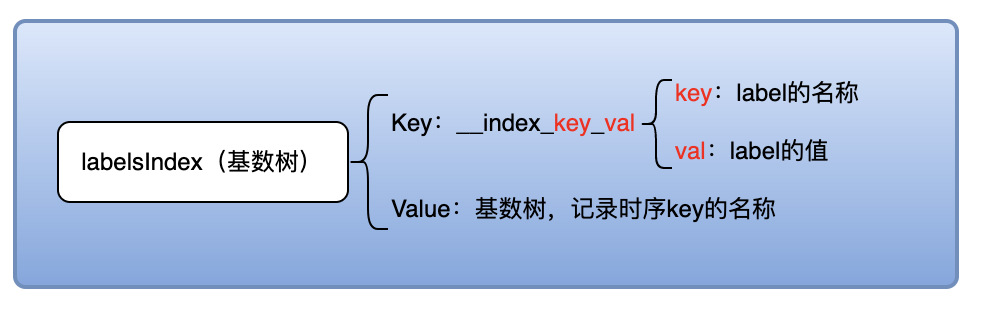 labelsIndex（基数树）
Key：__index_key_val
key：label的名称
val：label的值
Value：基数树，记录时序key的名称